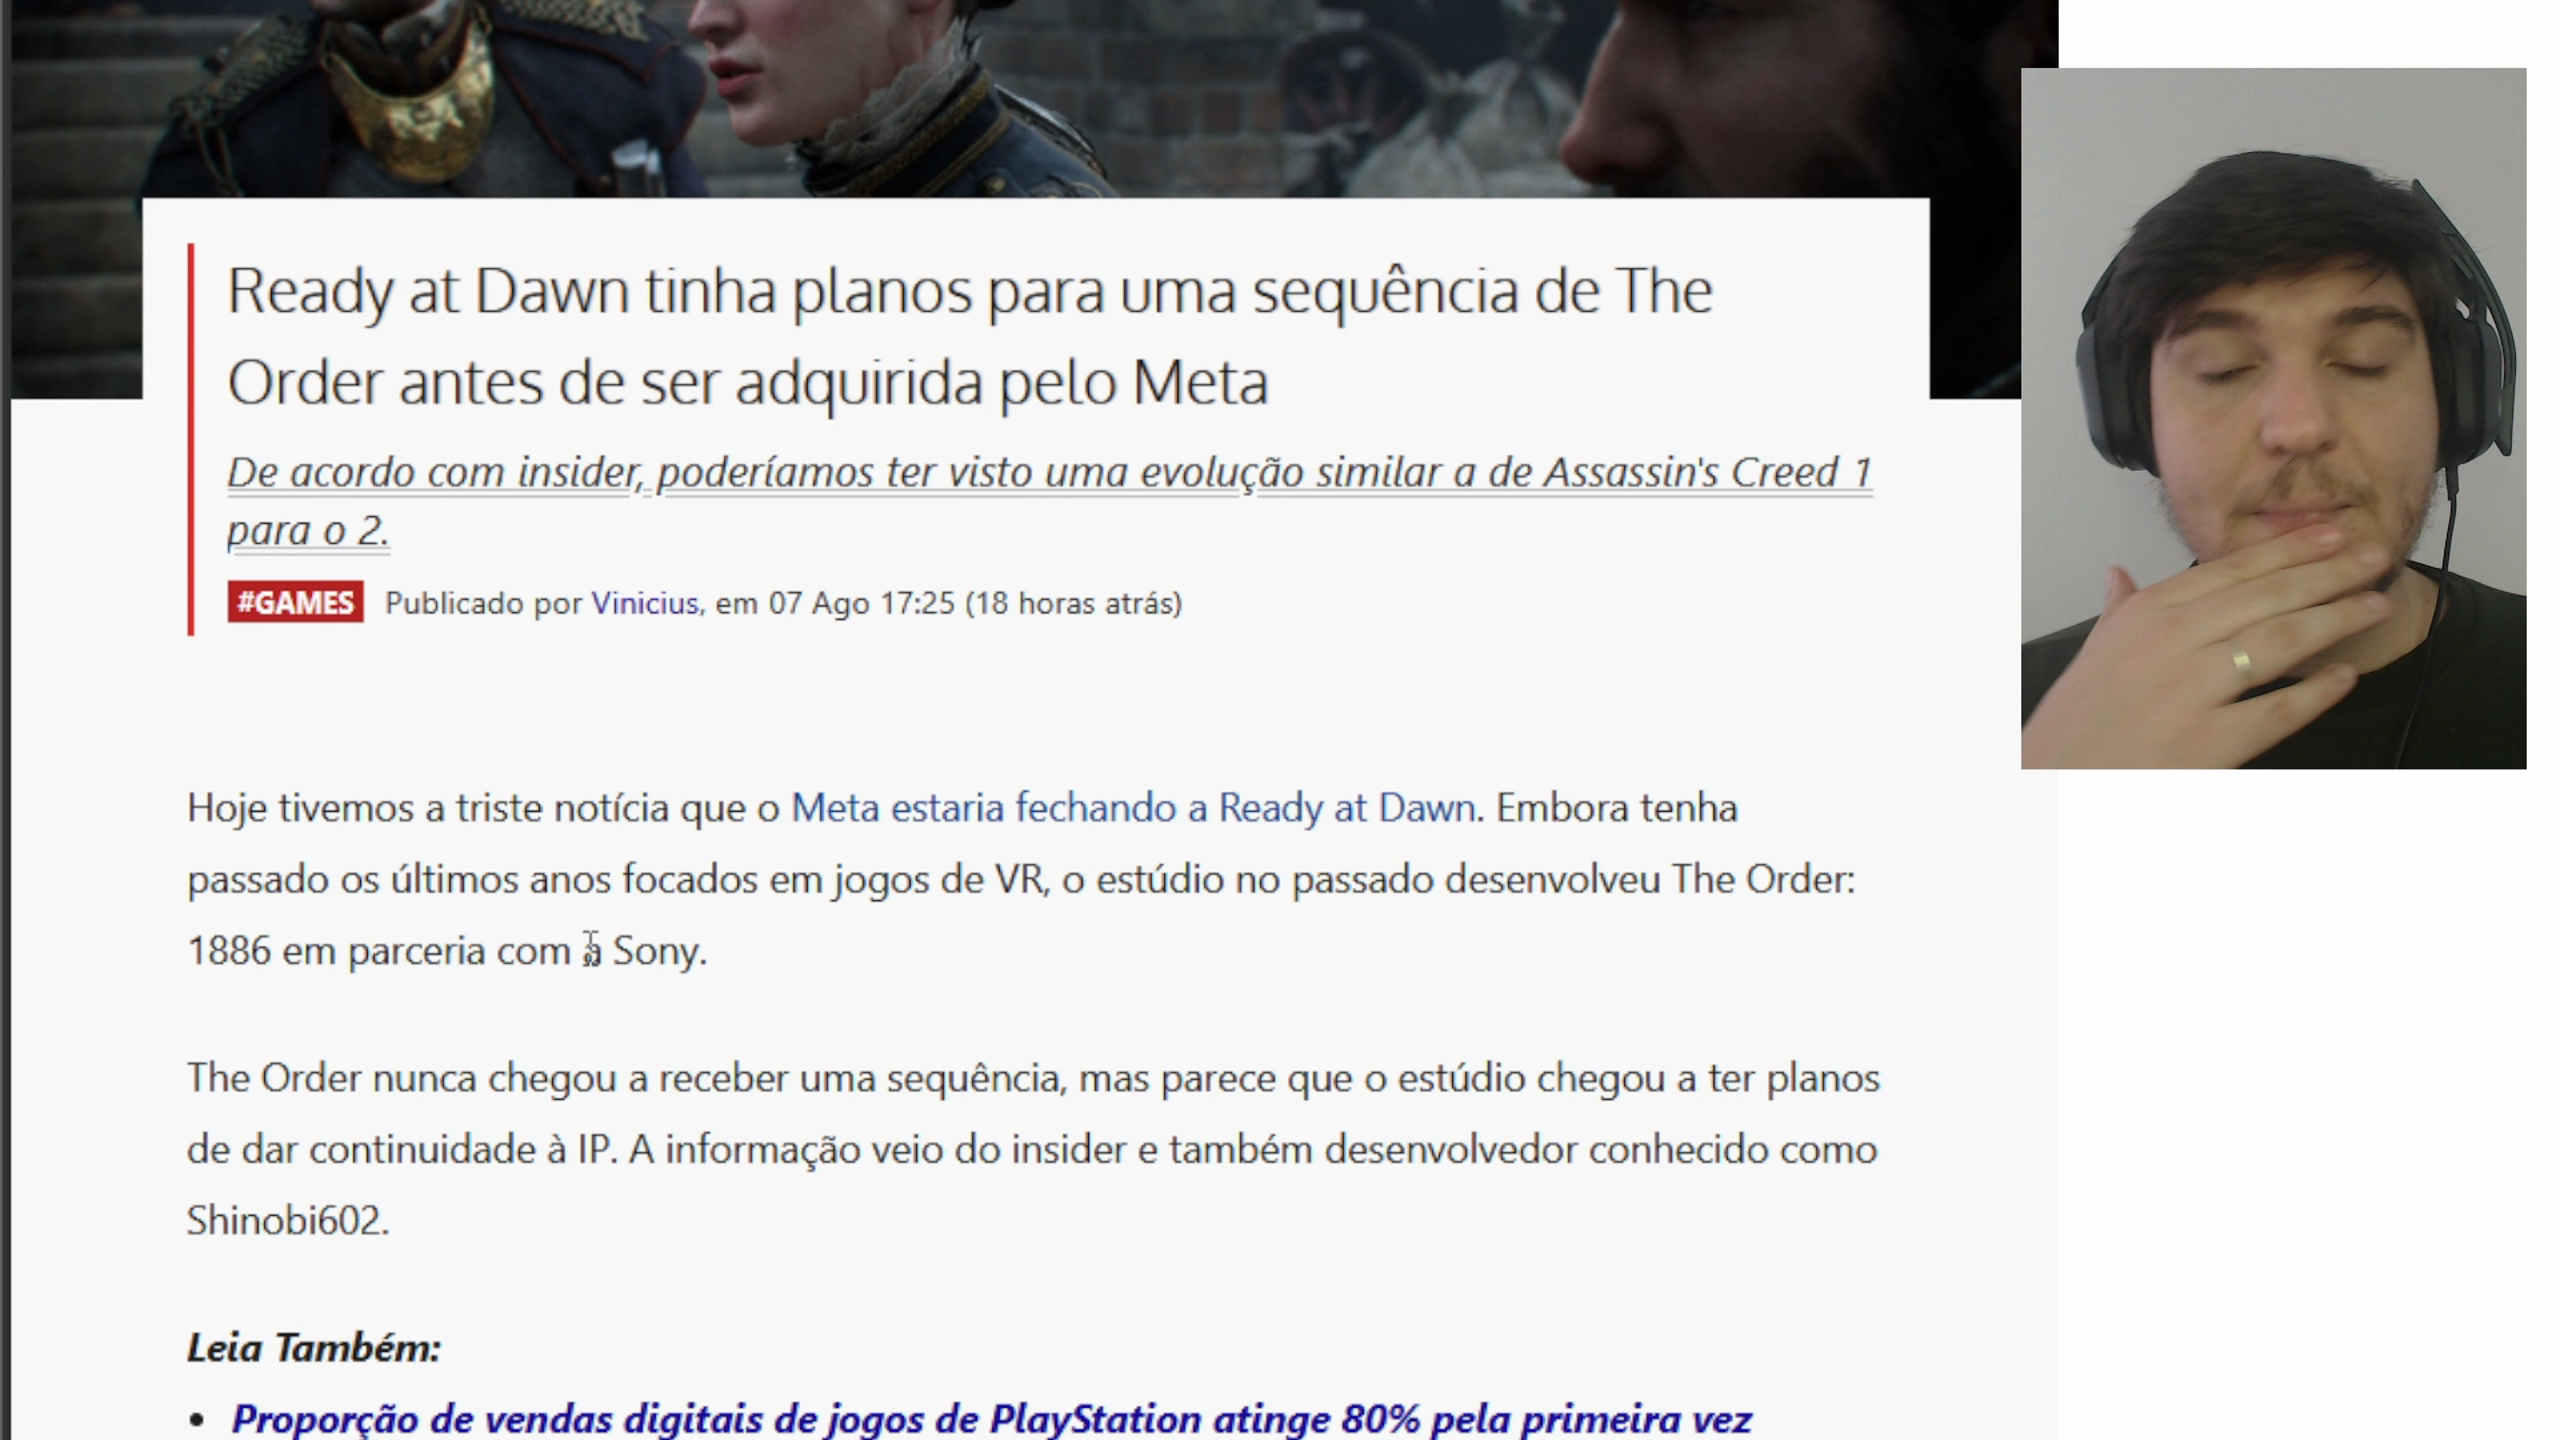 Ready at Dawn tinha planos para uma sequência de The
Order antes de ser adquirida pelo Meta
De acordo com insider, poderíamos ter visto uma evolução similar a de Assassin's Creed 1
para o 2.
#GAMES Publicado por Vinicius, em 07 Ago 17:25 (18 horas atrás)
Hoje tivemos a triste notícia que o Meta estaria fechando a Ready at Dawn. Embora tenha
passado os últimos anos focados em jogos de VR, o estúdio no passado desenvolveu The Order:
1886 em parceria com a Sony.
The Order nunca chegou a receber uma sequência, mas parece que o estúdio chegou a ter planos
de dar continuidade à IP. A informação veio do insider e também desenvolvedor conhecido como
Shinobi602.
Leia Também:
• Proporção de vendas digitais de jogos de PlayStation atinge 80% pela primeira vez